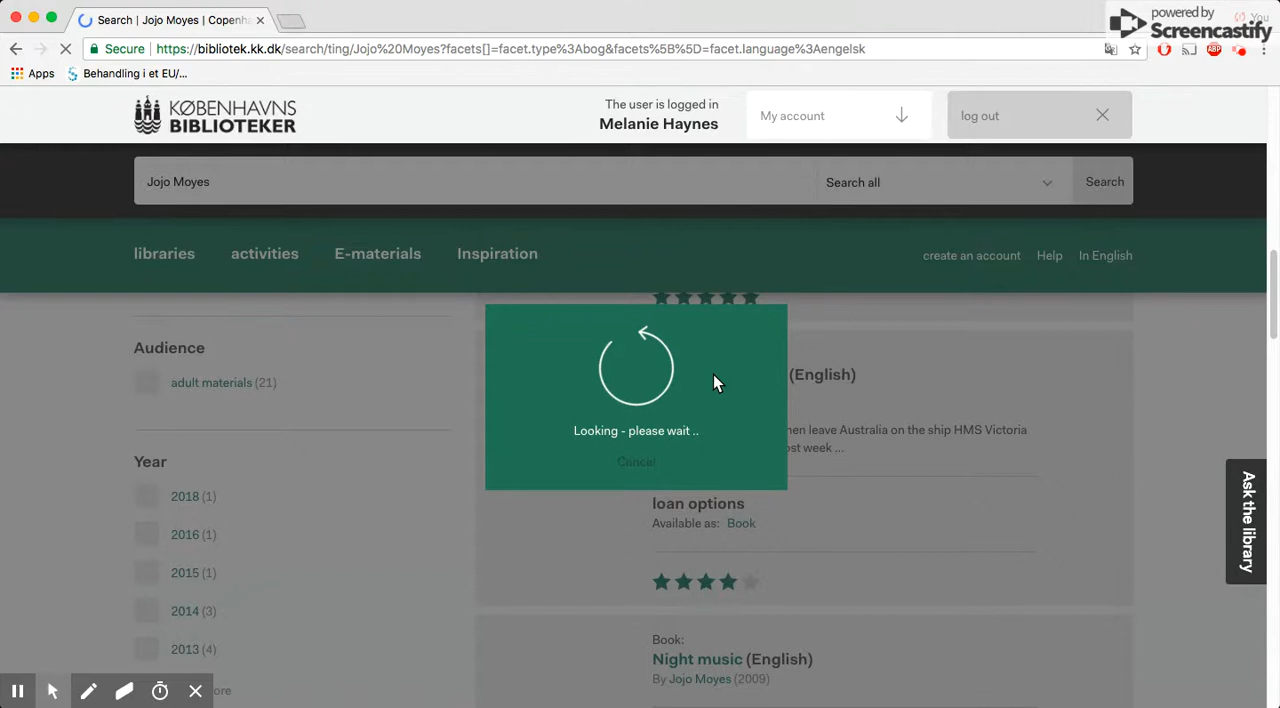 Search | Jojo Moyes | Copenh
You
powered by
Screencastify
Secure
https://bibliotek.kk.dk/search/ting/Jojo%20Moyes?facets[]=facet.type%3Abog&facets%5B%5D=facet.language%3Aengelsk
Apps
Behandling i et EU/...
KØBENHAVNS
BIBLIOTEKER
The user is logged in
Melanie Haynes
My account
log out
Jojo Moyes
Search all
Search
libraries
activities
E-materials
Inspiration
create an account
Help
In English
Audience
adult materials (21)
Year
2018 (1)
2016 (1)
2015 (1)
2014 (3)
2013 (4)
ore
Looking - please wait ..
Cancel
(English)
hen leave Australia on the ship HMS Victoria
ost week ...
loan options
Available as: Book
Book:
Night music (English)
By Jojo Moyes (2009)
Ask the library